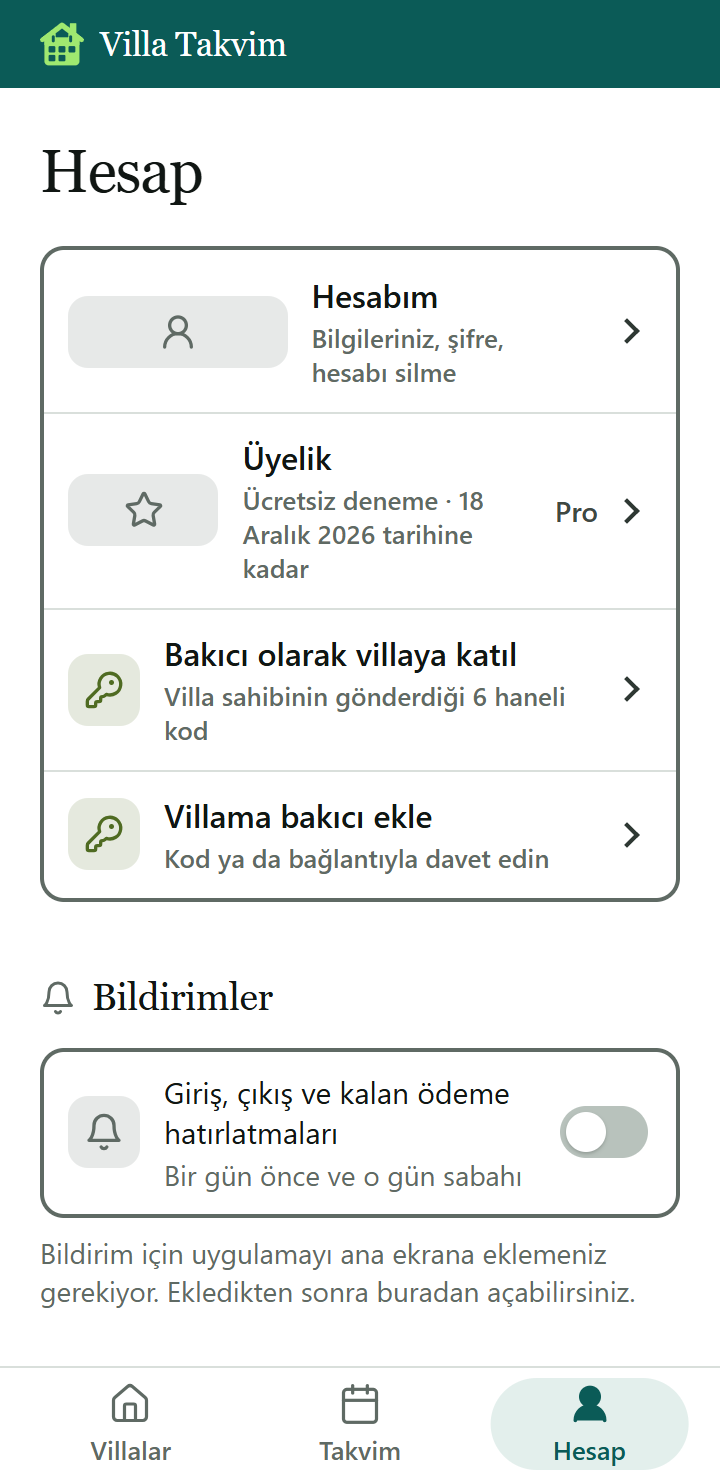 Villa Takvim
Hesap
Hesabım
Bilgileriniz, şifre,
hesabı silme
Üyelik
Ücretsiz deneme · 18
Aralık 2026 tarihine
kadar
Pro
Bakıcı olarak villaya katıl
Villa sahibinin gönderdiği 6 haneli
kod
Villama bakıcı ekle
Kod ya da bağlantıyla davet edin
Bildirimler
Giriş, çıkış ve kalan ödeme
hatırlatmaları
Bir gün önce ve o gün sabahı
Bildirim için uygulamayı ana ekrana eklemeniz
gerekiyor. Ekledikten sonra buradan açabilirsiniz.
Villalar
Takvim
Hesap